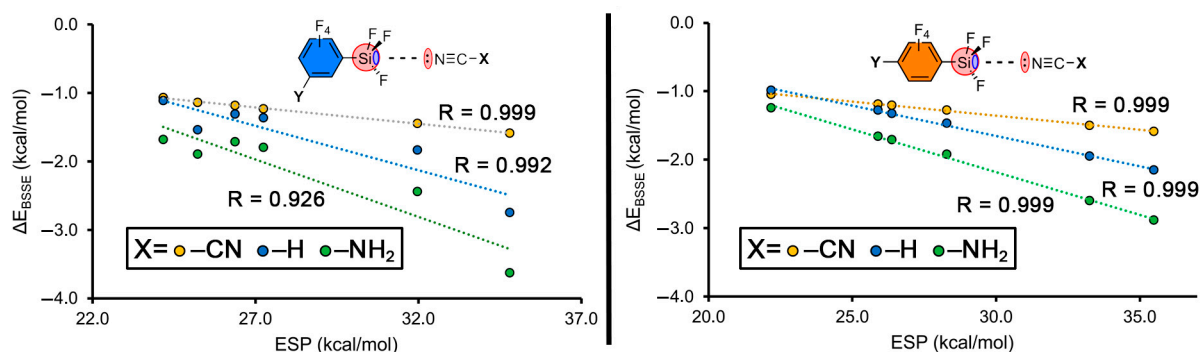 0.0
−1.0
−2.0
−3.0
−4.0
ΔE_BSSE (kcal/mol)
F₄
F
F
Si
F
Y
:N≡C−X
R = 0.999
R = 0.992
R = 0.926
X= –CN –H –NH₂
22.0 27.0 32.0 37.0
ESP (kcal/mol)
0.0
−1.0
−2.0
−3.0
−4.0
ΔE_BSSE (kcal/mol)
F₄
F
F
Y
Si
F
:N≡C−X
R = 0.999
R = 0.999
R = 0.999
X= –CN –H –NH₂
20.0 25.0 30.0 35.0
ESP (kcal/mol)